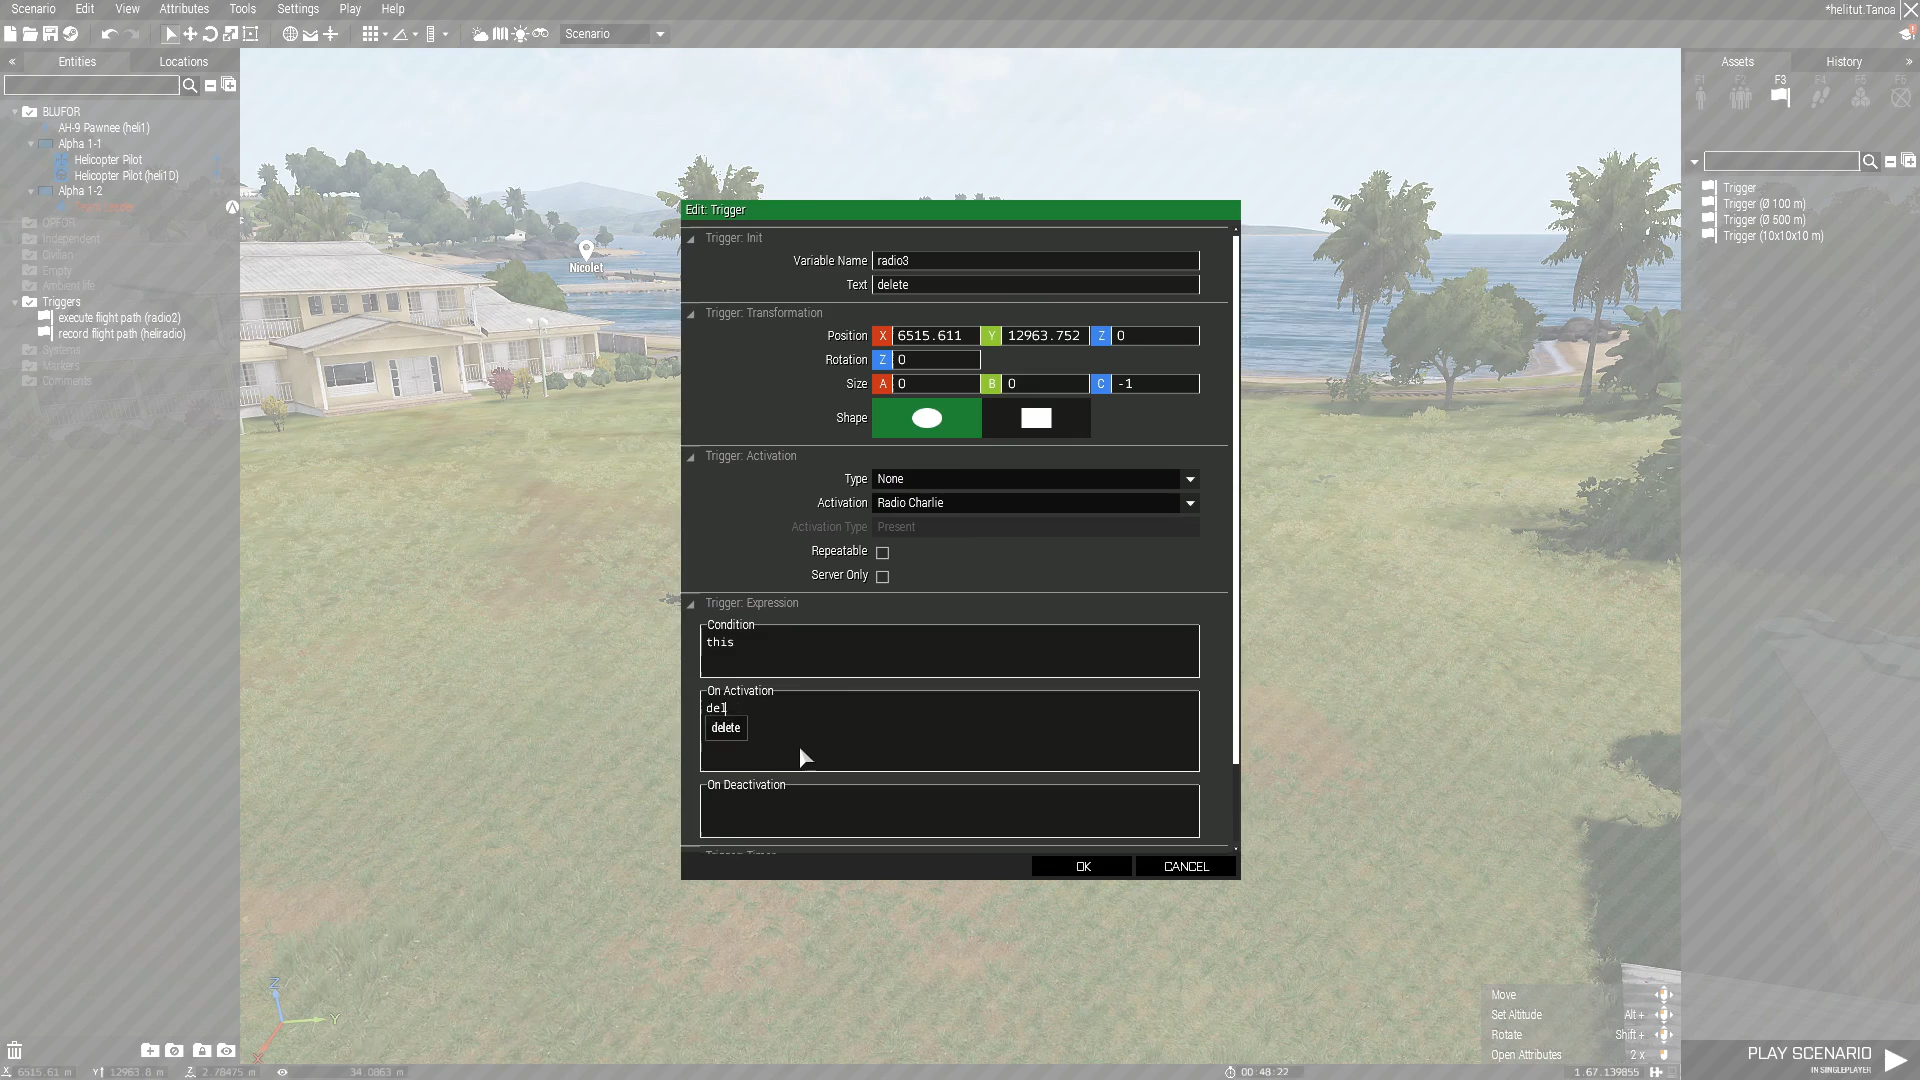 Scenario Edit View Attributes Tools Settings Play Help
*helitut.Tanoa
Scenario
Entities Locations
BLUFOR
AH-9 Pawnee (heli1)
Alpha 1-1
Helicopter Pilot
Helicopter Pilot (heli1D)
Alpha 1-2
OPFOR
Independent
Civilian
Empty
Ambient life
Triggers
execute flight path (radio2)
record flight path (heliradio)
Systems
Markers
Comments
Nicolet
Edit: Trigger
Trigger: Init
Variable Name radio3
Text delete
Trigger: Transformation
Position X 6515.611 Y 12963.752 Z 0
Rotation Z 0
Size A 0 B 0 C -1
Shape
Trigger: Activation
Type None
Activation Radio Charlie
Activation Type Present
Repeatable
Server Only
Trigger: Expression
Condition
this
On Activation
del
delete
On Deactivation
OK CANCEL
Assets History
F1 F2 F3 F4 F5 F6
Trigger
Trigger (Ø 100 m)
Trigger (Ø 500 m)
Trigger (10x10x10 m)
Z
Y
X
Move
Set Altitude Alt +
Rotate Shift +
Open Attributes 2 x
PLAY SCENARIO
IN SINGLEPLAYER
X 6515.61 m Y 12963.8 m Z 2.78475 m 34.0863 m 00:48:22 1.67.139855